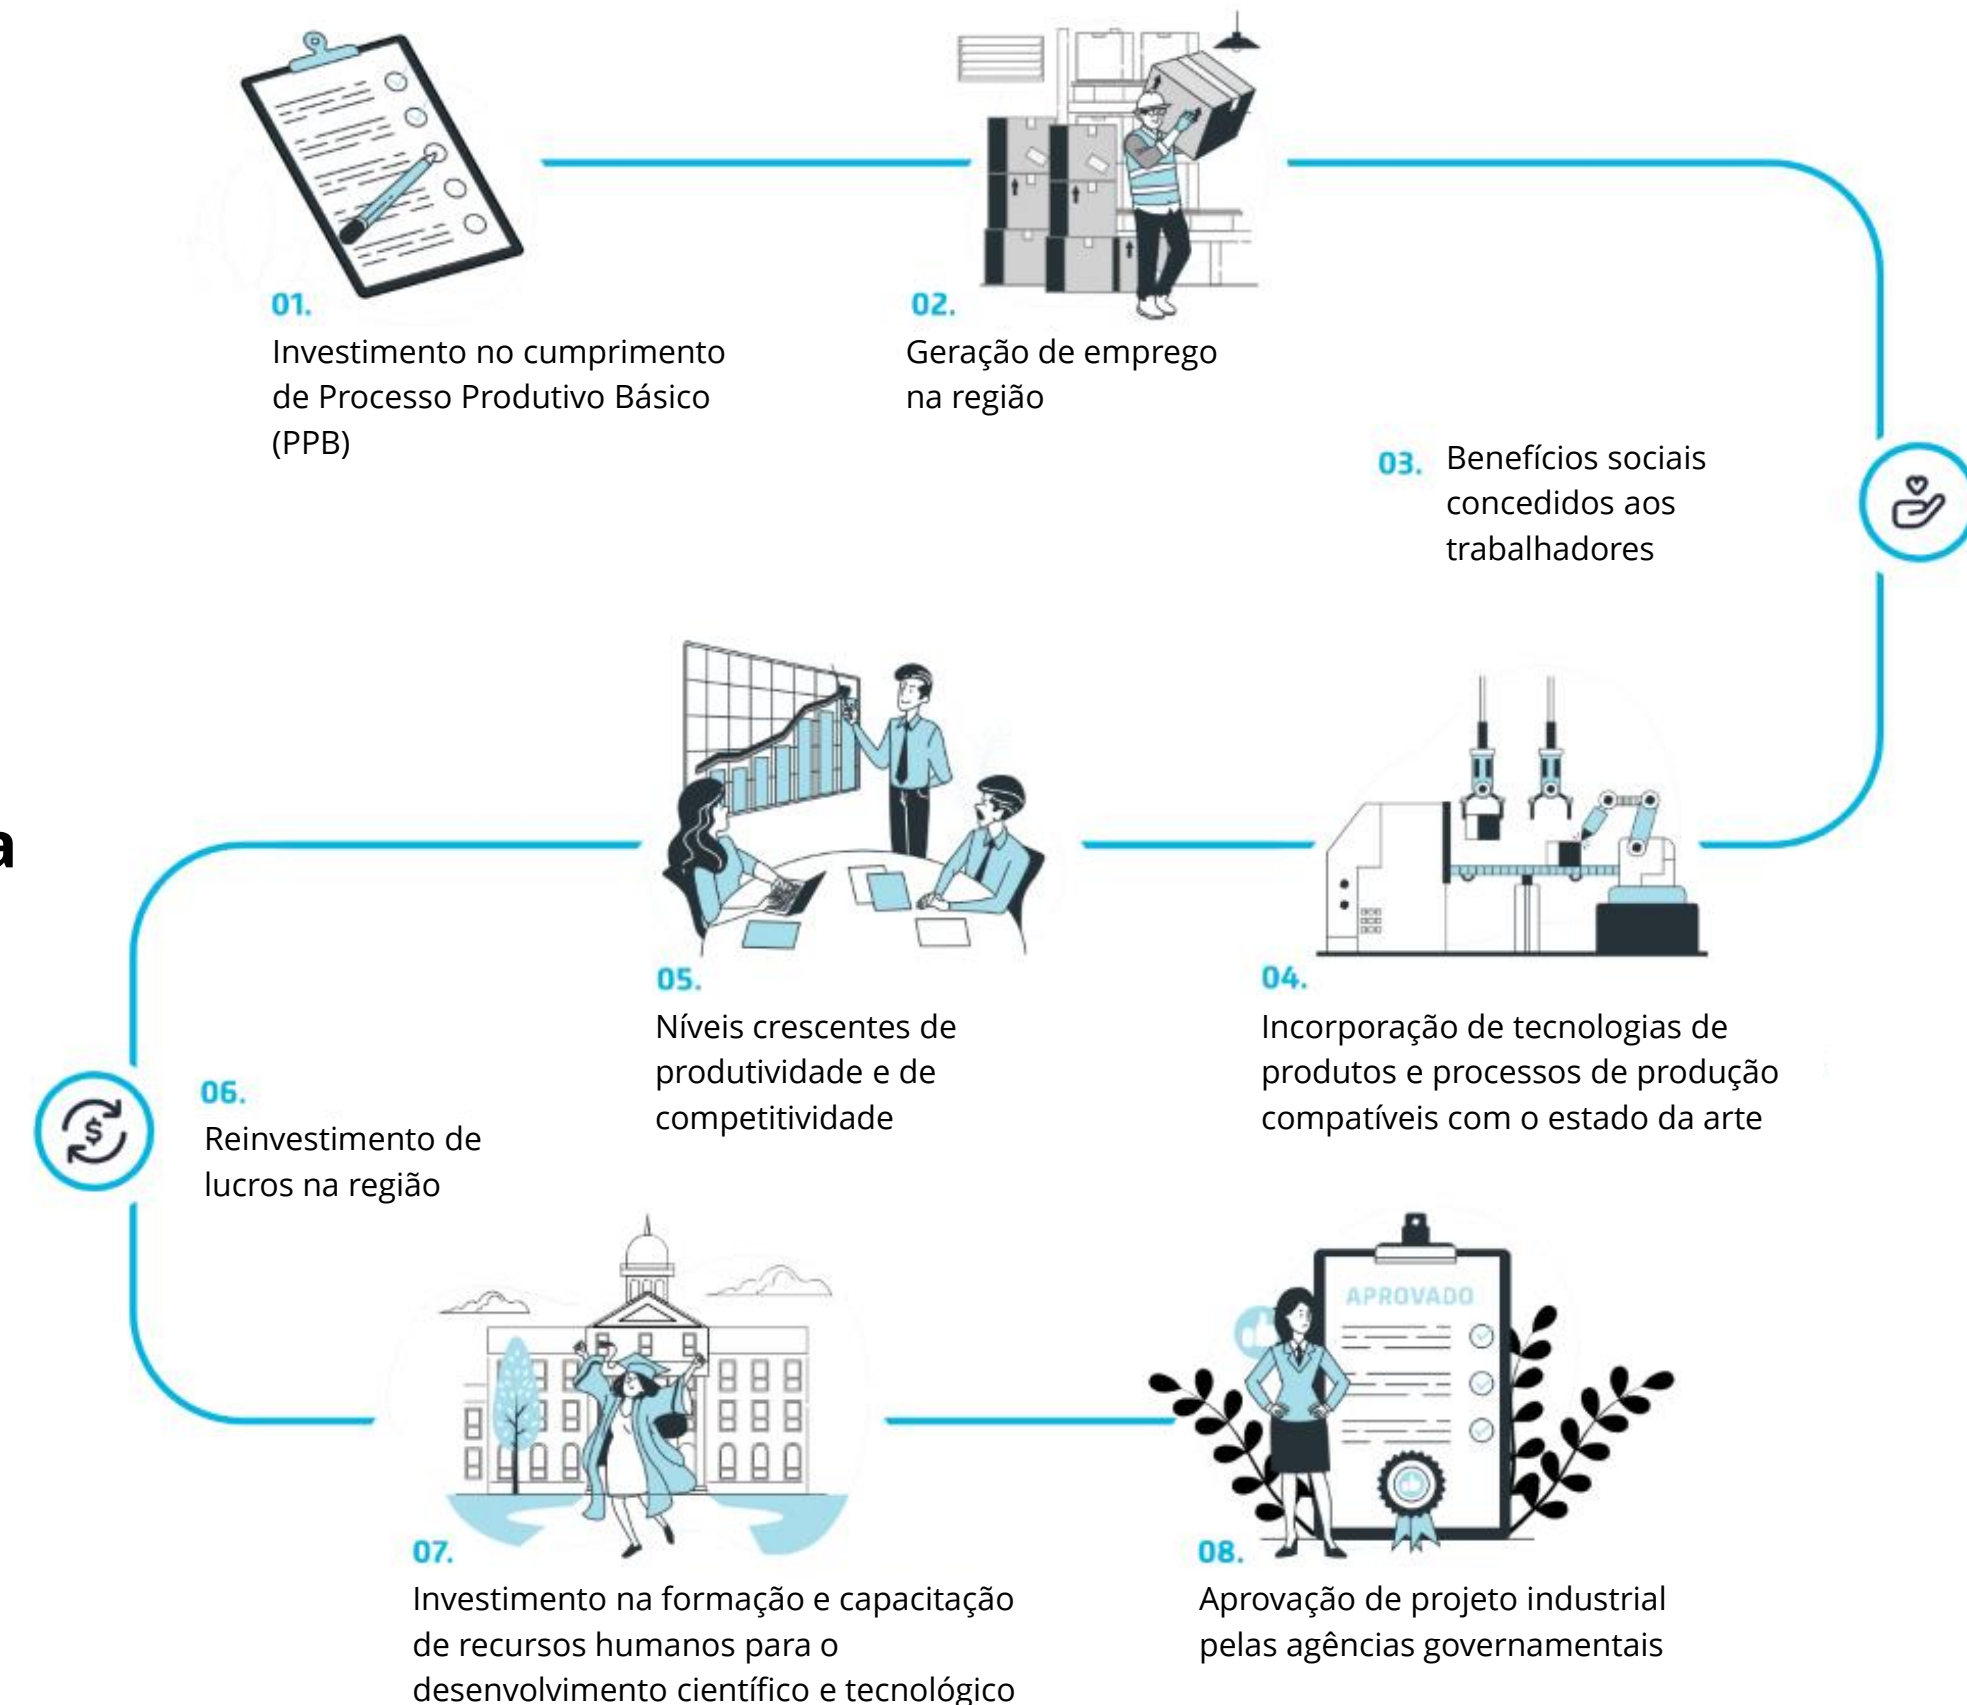 01.
Investimento no cumprimento
de Processo Produtivo Básico
(PPB)
02.
Geração de emprego
na região
03.
Benefícios sociais
concedidos aos
trabalhadores
04.
Incorporação de tecnologias de
produtos e processos de produção
compatíveis com o estado da arte
05.
Níveis crescentes de
produtividade e de
competitividade
06.
Reinvestimento de
lucros na região
07.
Investimento na formação e capacitação
de recursos humanos para o
desenvolvimento científico e tecnológico
APROVADO
08.
Aprovação de projeto industrial
pelas agências governamentais